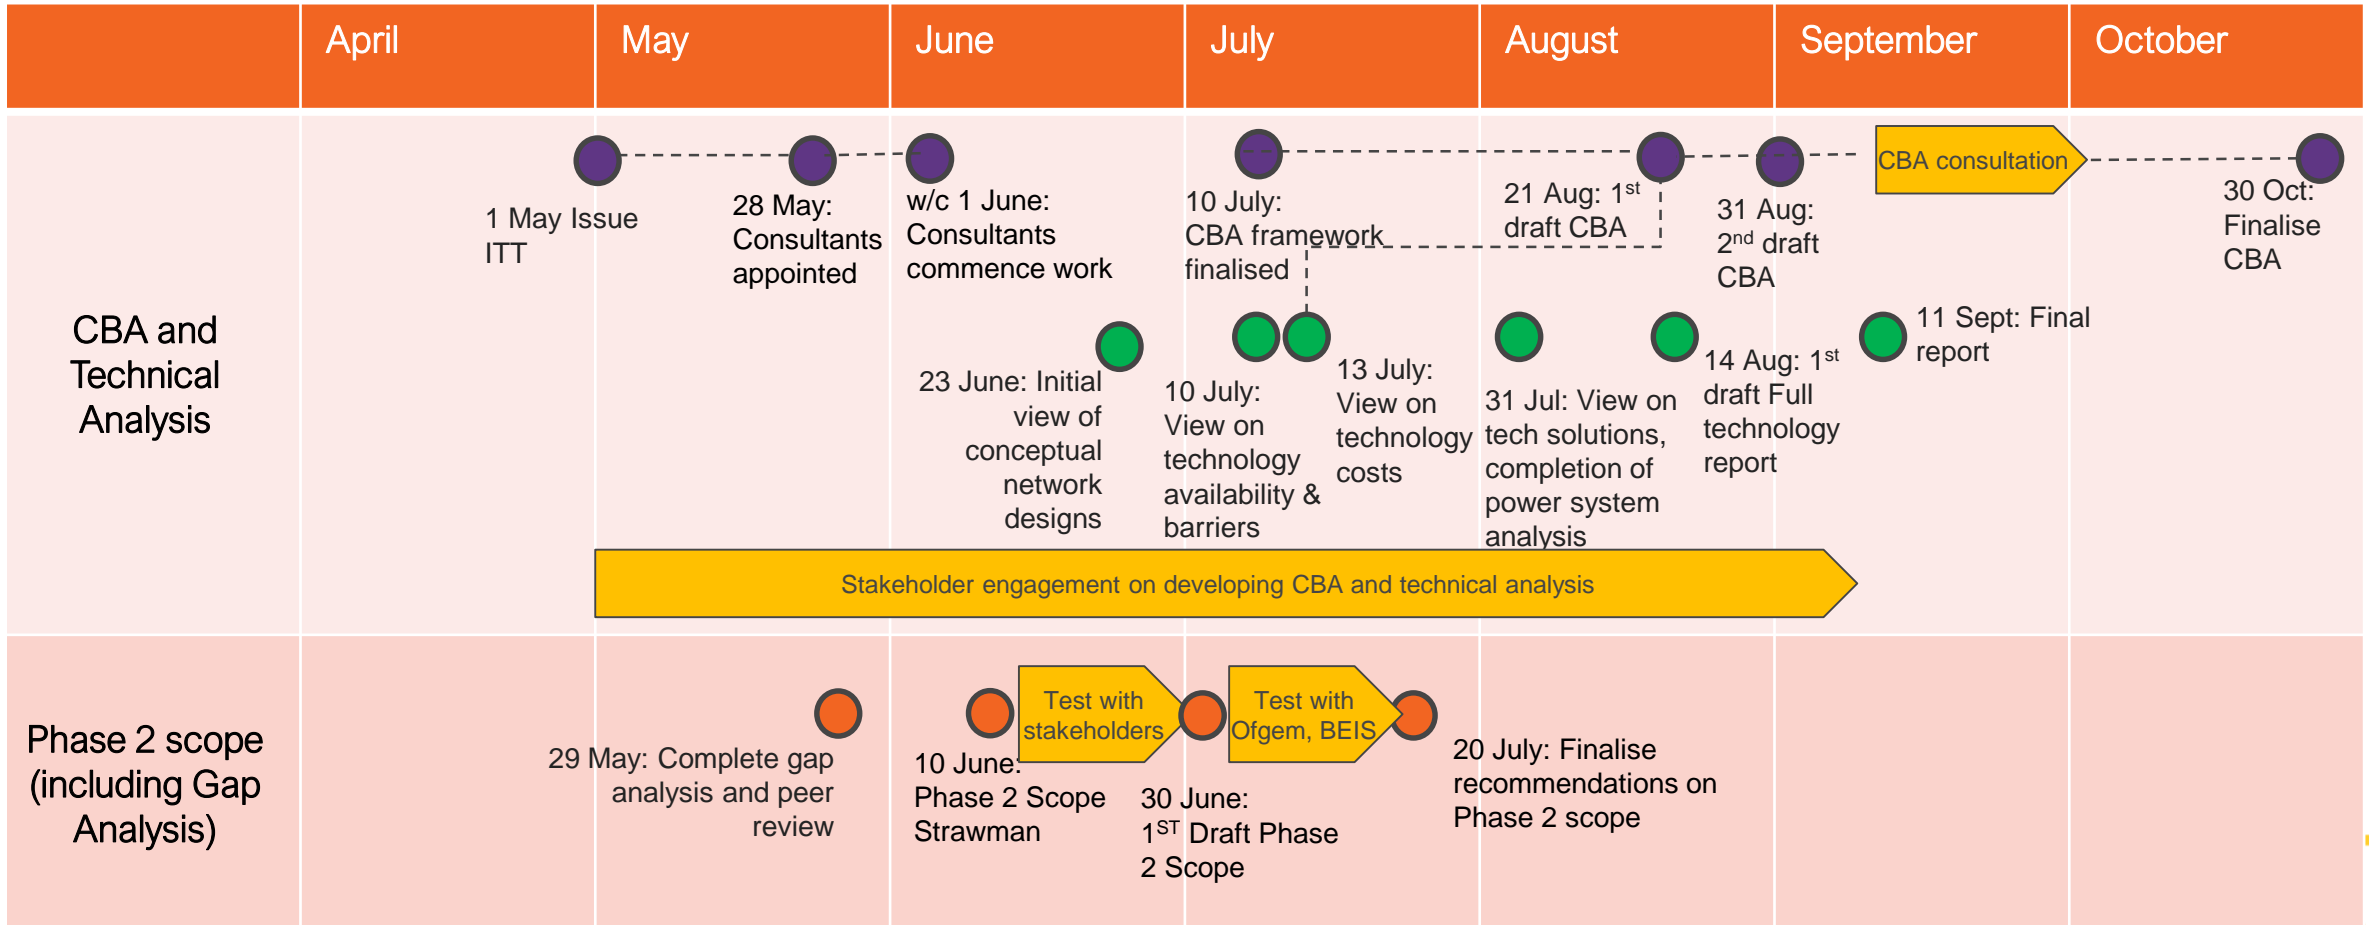 April
May
June
July
August
September
October
CBA and
Technical
Analysis
1 May Issue
ITT
28 May:
Consultants
appointed
w/c 1 June:
Consultants
commence work
10 July:
CBA framework
finalised
21 Aug: 1st
draft CBA
31 Aug:
2nd draft
CBA
CBA consultation
30 Oct:
Finalise
CBA
23 June: Initial
view of
conceptual
network
designs
10 July:
View on
technology
availability &
barriers
13 July:
View on
technology
costs
31 Jul: View on
tech solutions,
completion of
power system
analysis
14 Aug: 1st
draft Full
technology
report
11 Sept: Final
report
Stakeholder engagement on developing CBA and technical analysis
Phase 2 scope
(including Gap
Analysis)
29 May: Complete gap
analysis and peer
review
10 June:
Phase 2 Scope
Strawman
Test with
stakeholders
30 June:
1ST Draft Phase
2 Scope
Test with
Ofgem, BEIS
20 July: Finalise
recommendations on
Phase 2 scope